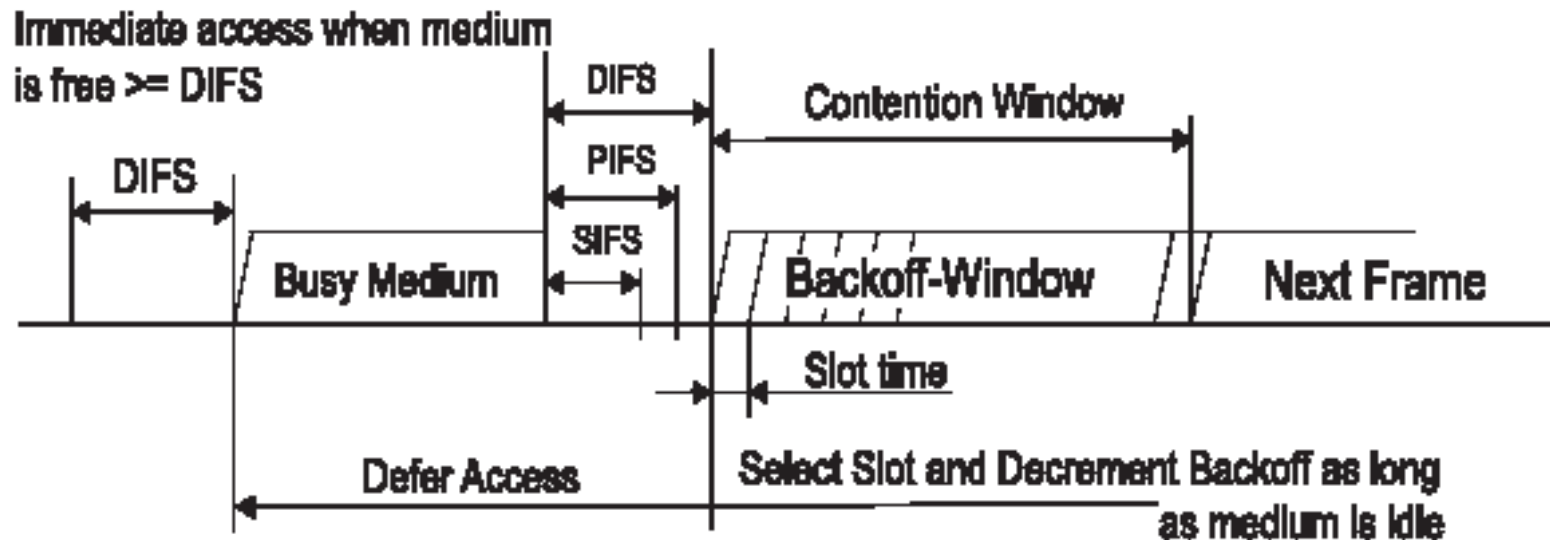 Immediate access when medium
is free >= DIFS
DIFS
DIFS
Contention Window
PIFS
SIFS
Busy Medium
Backoff-Window
Next Frame
Slot time
Defer Access
Select Slot and Decrement Backoff as long
as medium is idle